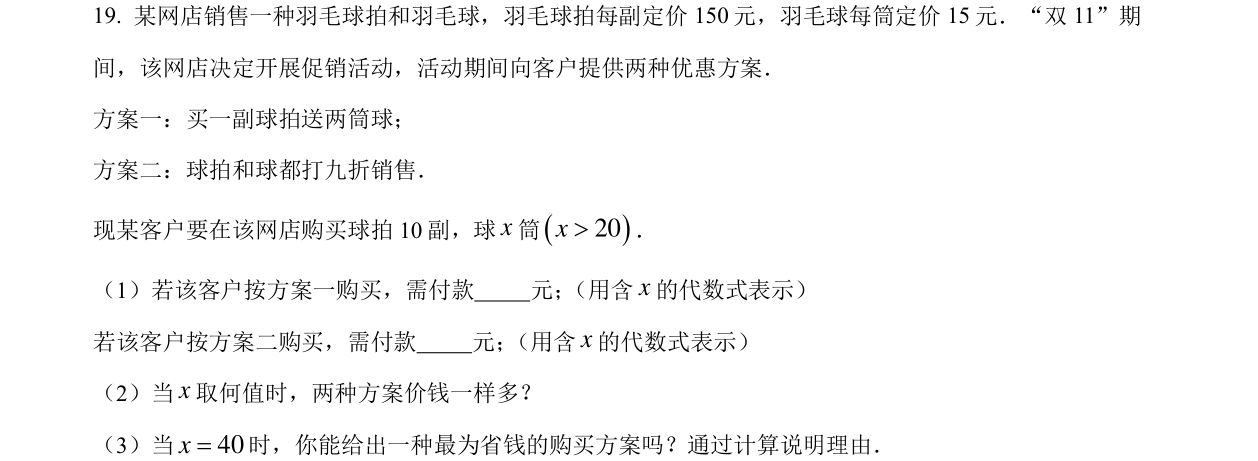 19. 某网店销售一种羽毛球拍和羽毛球，羽毛球拍每副定价 150 元，羽毛球每筒定价 15 元．“双 11”期
间，该网店决定开展促销活动，活动期间向客户提供两种优惠方案．
方案一：买一副球拍送两筒球；
方案二：球拍和球都打九折销售．
现某客户要在该网店购买球拍 10 副，球 x 筒(x > 20)．
（1）若该客户按方案一购买，需付款_____元；（用含 x 的代数式表示）
若该客户按方案二购买，需付款_____元；（用含 x 的代数式表示）
（2）当 x 取何值时，两种方案价钱一样多？
（3）当 x = 40 时，你能给出一种最为省钱的购买方案吗？通过计算说明理由．